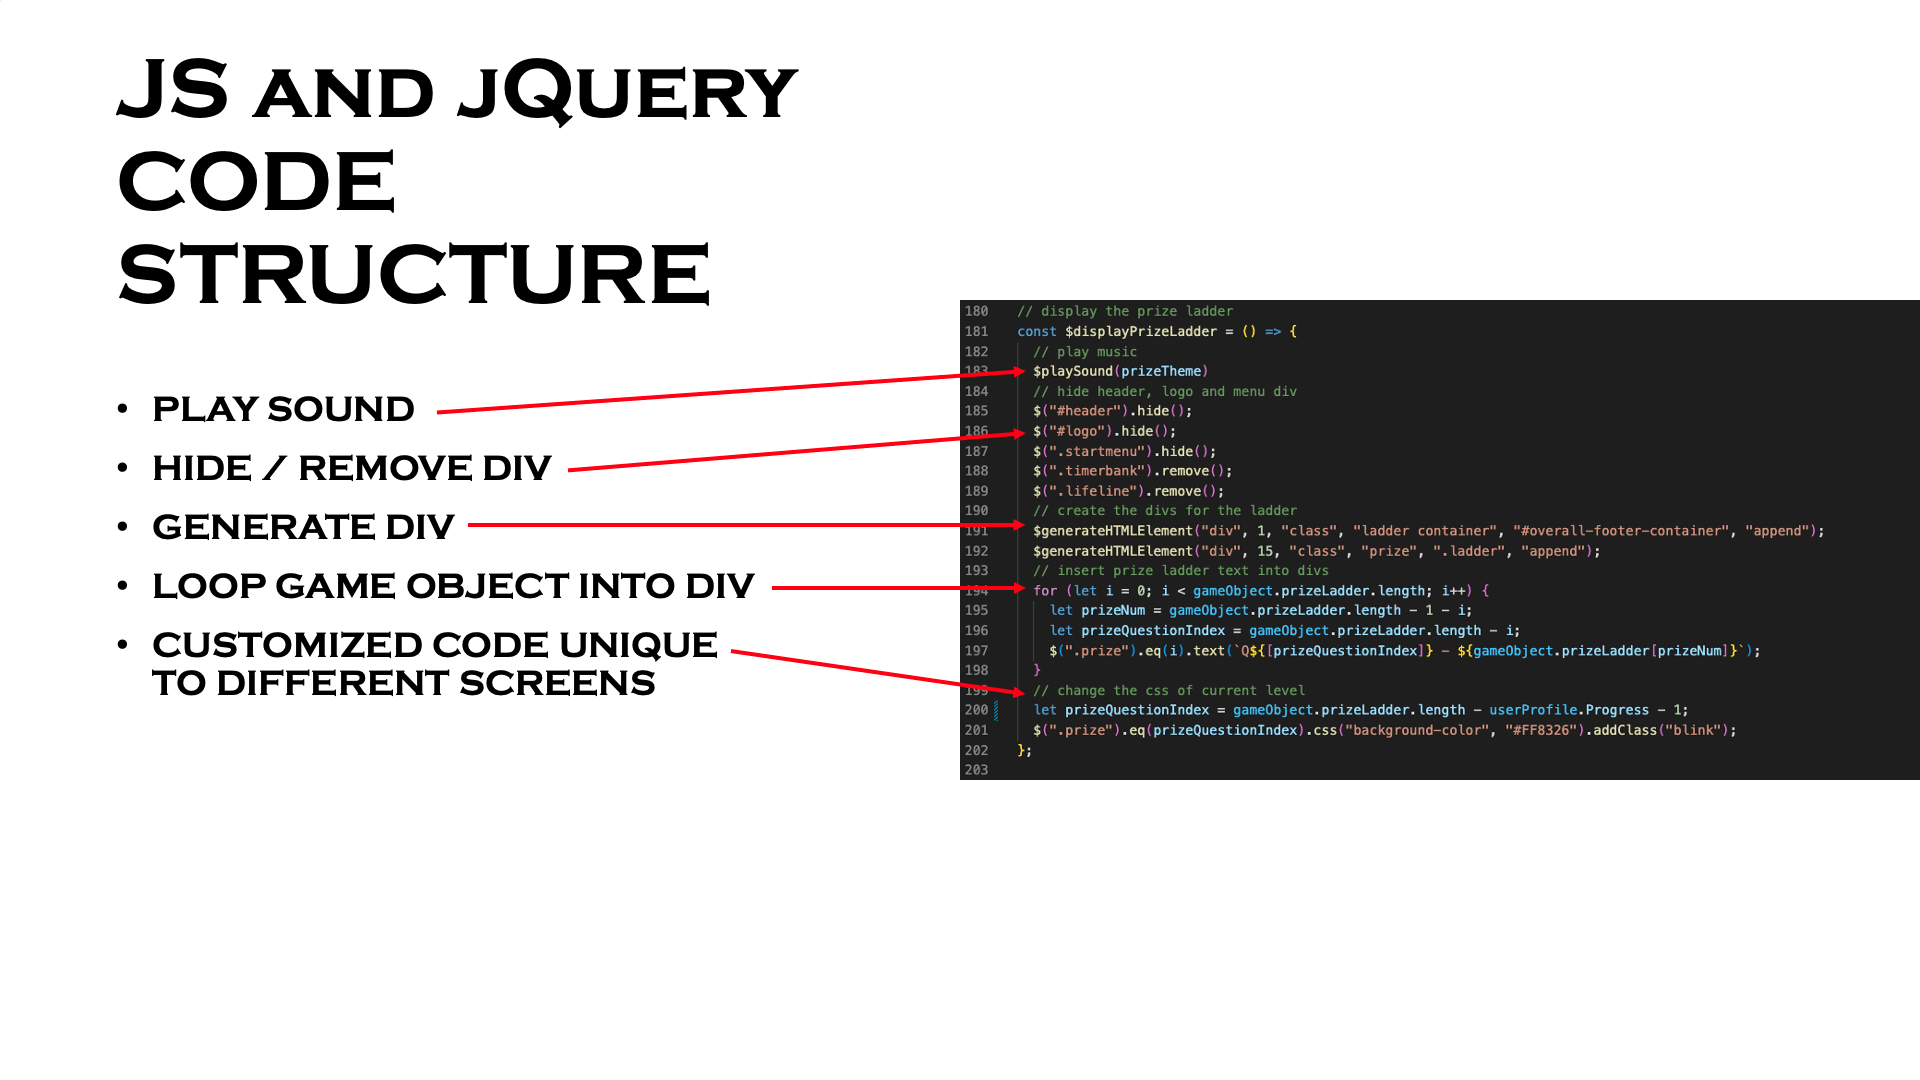 JS AND JQUERY
CODE
STRUCTURE
• PLAY SOUND
• HIDE / REMOVE DIV
• GENERATE DIV
• LOOP GAME OBJECT INTO DIV
• CUSTOMIZED CODE UNIQUE
TO DIFFERENT SCREENS
180 // display the prize ladder
181 const $displayPrizeLadder = () => {
182 // play music
183 $playSound(prizeTheme)
184 // hide header, logo and menu div
185 $("#header").hide();
186 $("#logo").hide();
187 $(".startmenu").hide();
188 $(".timerbank").remove();
189 $(".lifeline").remove();
190 // create the divs for the ladder
191 $generateHTMLElement("div", 1, "class", "ladder container", "#overall-footer-container", "append");
192 $generateHTMLElement("div", 15, "class", "prize", ".ladder", "append");
193 // insert prize ladder text into divs
194 for (let i = 0; i < gameObject.prizeLadder.length; i++) {
195 let prizeNum = gameObject.prizeLadder.length - 1 - i;
196 let prizeQuestionIndex = gameObject.prizeLadder.length - i;
197 $(".prize").eq(i).text(`Q${[prizeQuestionIndex]} - ${gameObject.prizeLadder[prizeNum]}`);
198 }
199 // change the css of current level
200 let prizeQuestionIndex = gameObject.prizeLadder.length - userProfile.Progress - 1;
201 $(".prize").eq(prizeQuestionIndex).css("background-color", "#FF8326").addClass("blink");
202 };
203